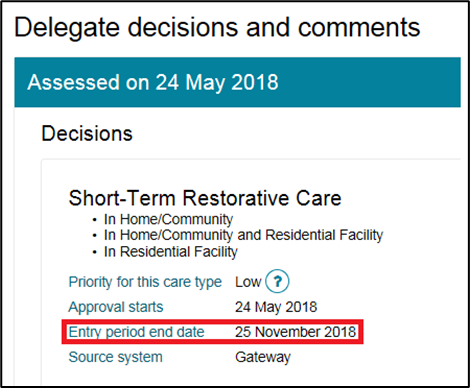 Delegate decisions and comments
Assessed on 24 May 2018
Decisions
Short-Term Restorative Care
• In Home/Community
• In Home/Community and Residential Facility
• In Residential Facility
Priority for this care type Low ?
Approval starts 24 May 2018
Entry period end date 25 November 2018
Source system Gateway